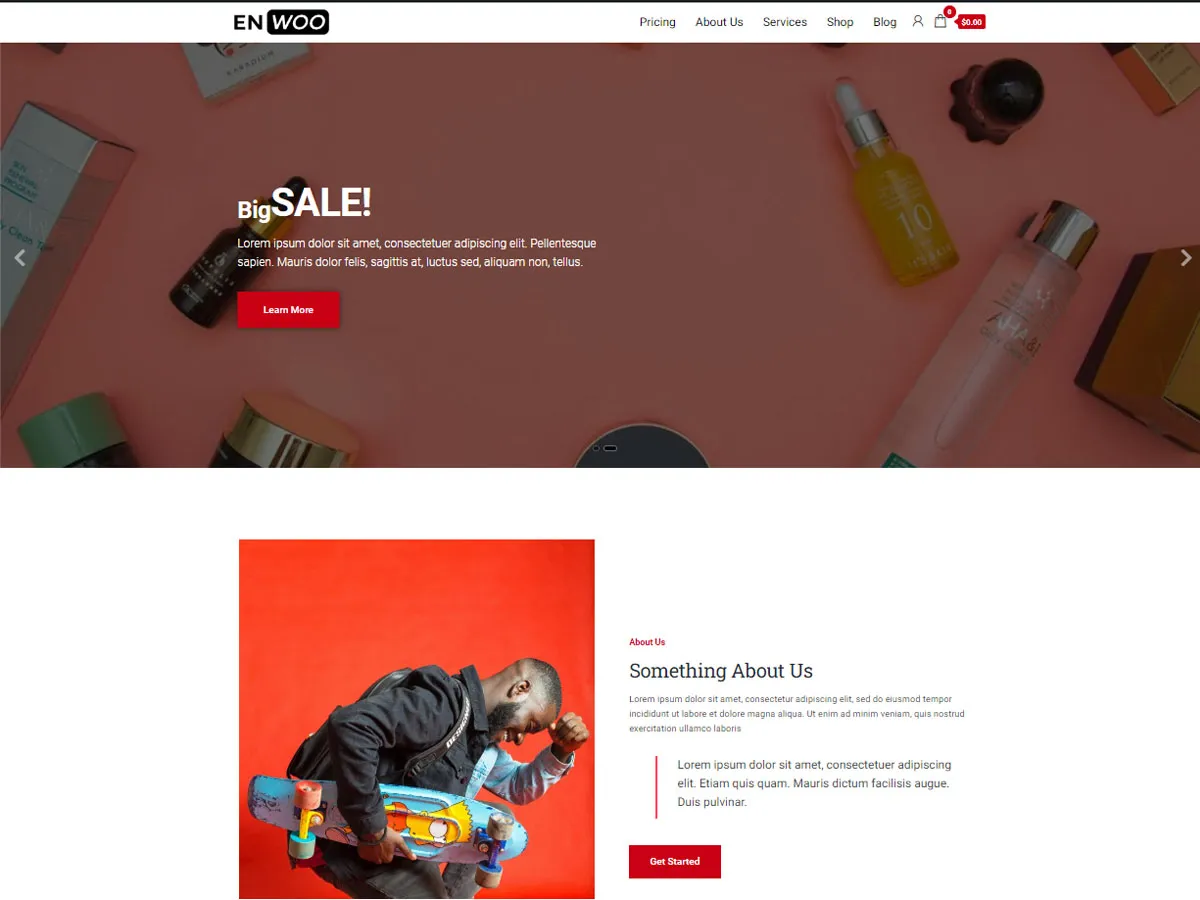 EN WOO
Pricing About Us Services Shop Blog 0 $0.00
BigSALE!
Lorem ipsum dolor sit amet, consectetuer adipiscing elit. Pellentesque
sapien. Mauris dolor felis, sagittis at, luctus sed, aliquam non, tellus.
Learn More
10
About Us
Something About Us
Lorem ipsum dolor sit amet, consectetur adipiscing elit, sed do eiusmod tempor
incididunt ut labore et dolore magna aliqua. Ut enim ad minim veniam, quis nostrud
exercitation ullamco laboris
Lorem ipsum dolor sit amet, consectetuer adipiscing
elit. Etiam quis quam. Mauris dictum facilisis augue.
Duis pulvinar.
Get Started